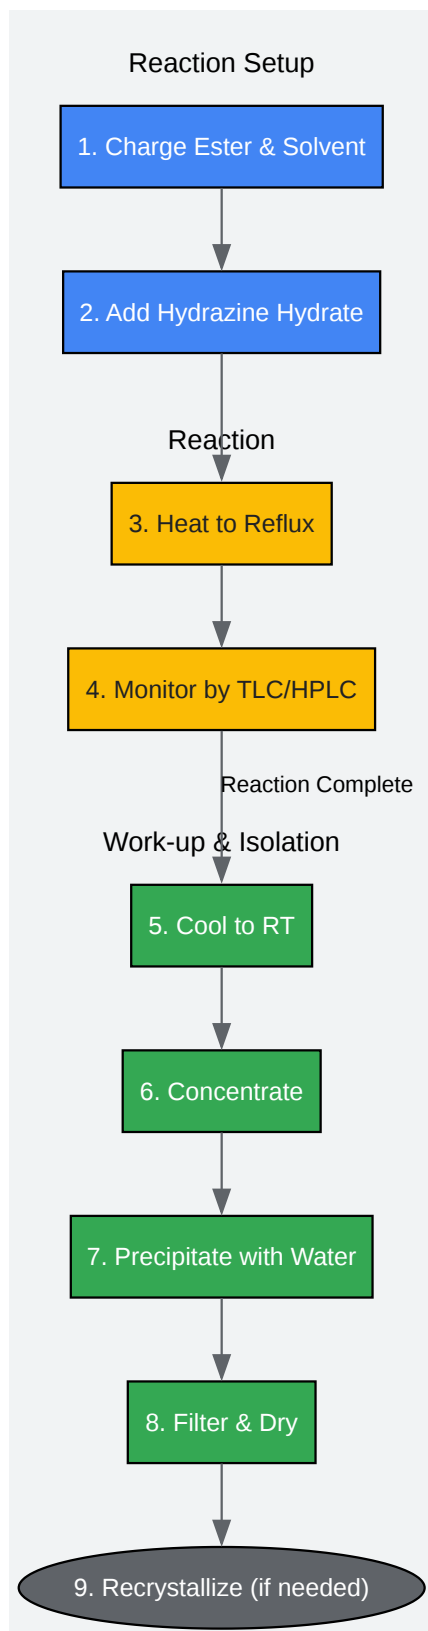 Reaction Setup
1. Charge Ester & Solvent
2. Add Hydrazine Hydrate
Reaction
3. Heat to Reflux
4. Monitor by TLC/HPLC
Reaction Complete
Work-up & Isolation
5. Cool to RT
6. Concentrate
7. Precipitate with Water
8. Filter & Dry
9. Recrystallize (if needed)